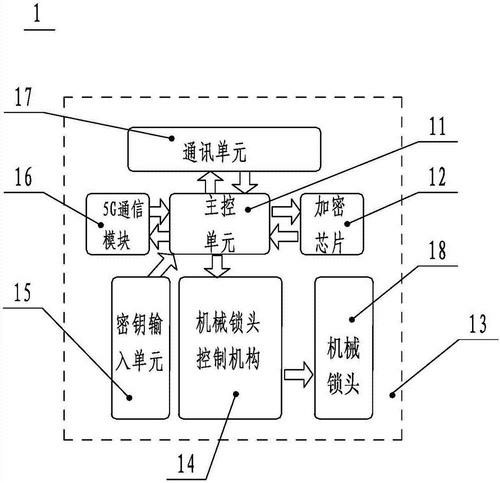 1
17
通讯单元
11
16
5G通信
模块
主控
单元
加密
芯片
12
18
15
密钥输
入单元
机械锁头
控制机构
机械
锁头
13
14